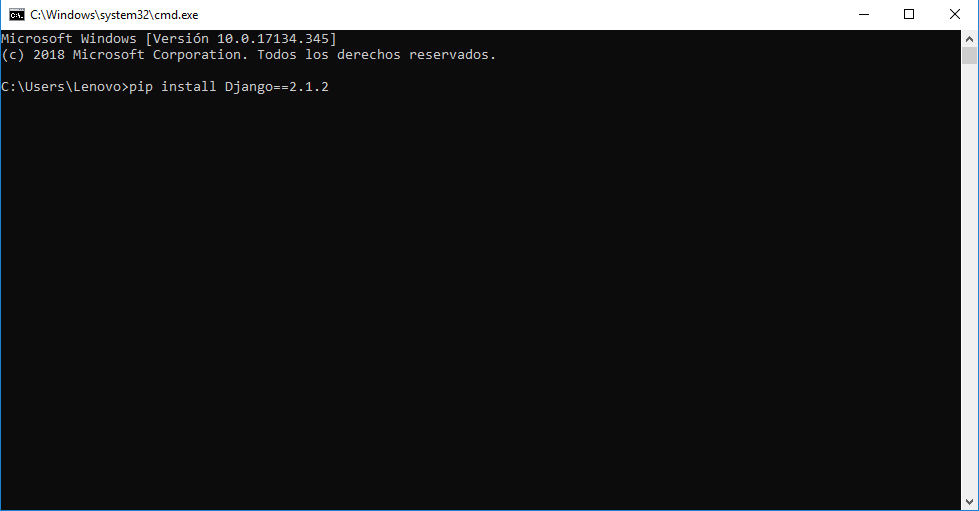 C:\Windows\system32\cmd.exe
Microsoft Windows [Versión 10.0.17134.345]
(c) 2018 Microsoft Corporation. Todos los derechos reservados.
C:\Users\Lenovo>pip install Django==2.1.2